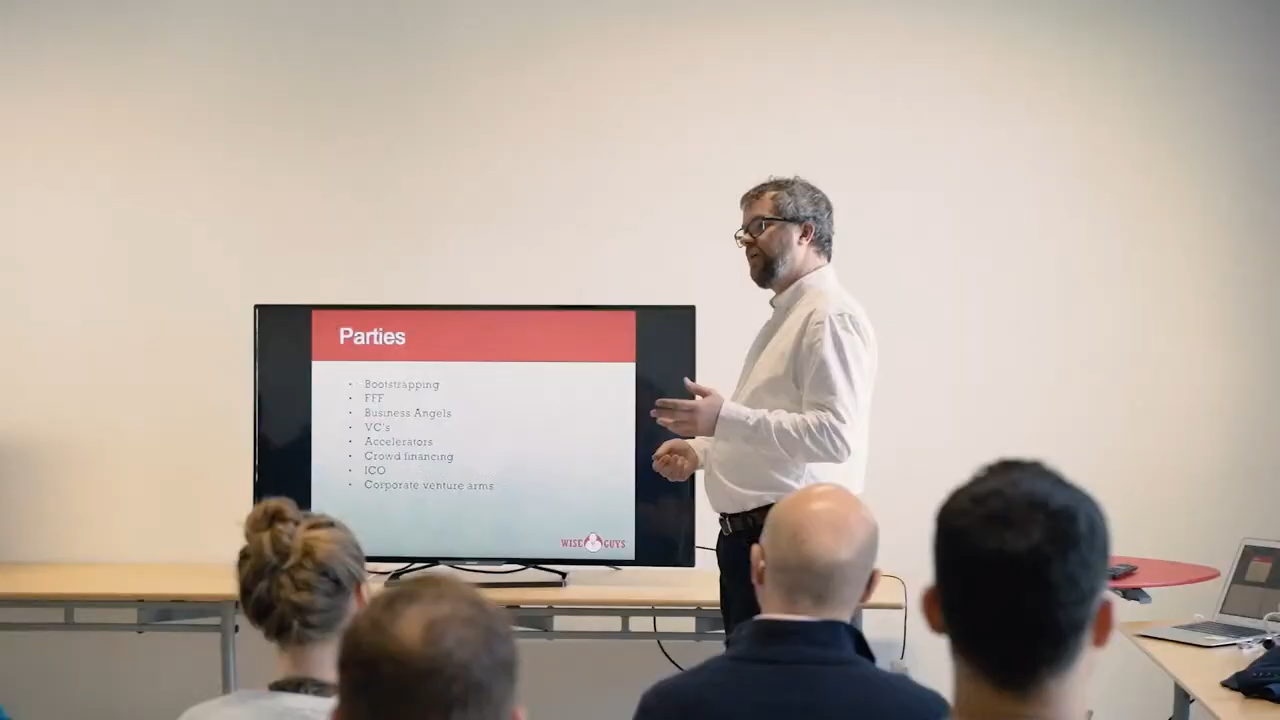 Parties
• Bootstrapping
• FFF
• Business Angels
• VC's
• Accelerators
• Crowd financing
• ICO
• Corporate venture arms
WISE GUYS